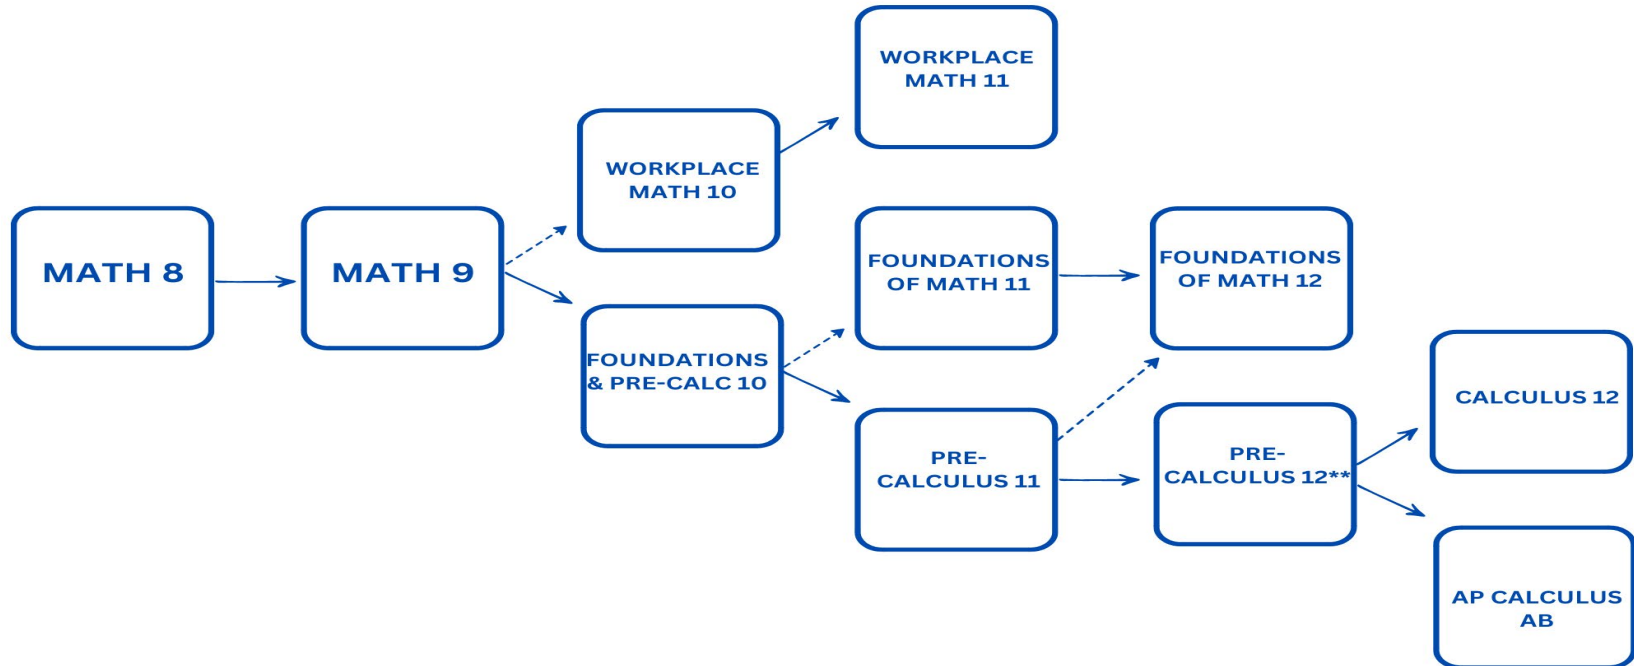 MATH 8
MATH 9
WORKPLACE
MATH 10
FOUNDATIONS
& PRE-CALC 10
WORKPLACE
MATH 11
FOUNDATIONS
OF MATH 11
PRE-
CALCULUS 11
FOUNDATIONS
OF MATH 12
PRE-
CALCULUS 12**
CALCULUS 12
AP CALCULUS
AB